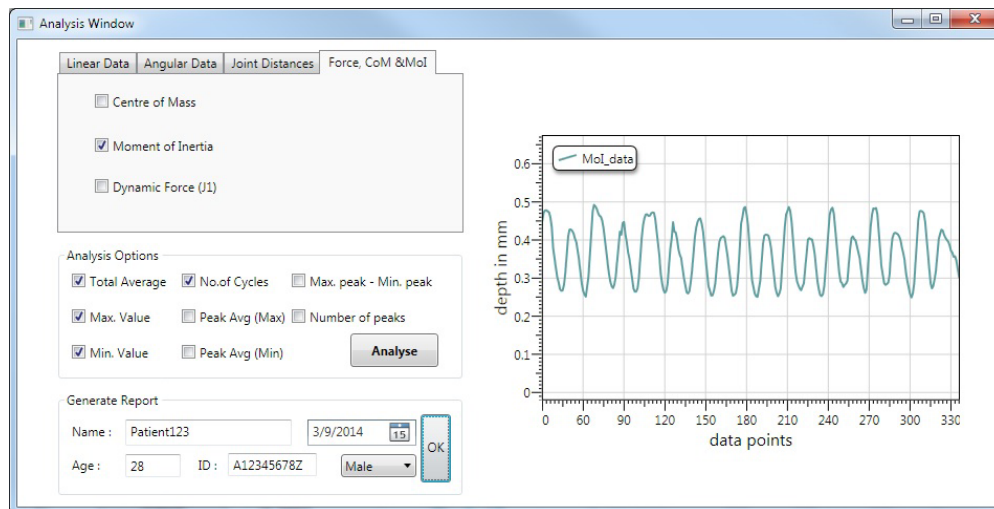 Analysis Window
Linear Data Angular Data Joint Distances Force, CoM &MoI
Centre of Mass
Moment of Inertia
Dynamic Force (J1)
Analysis Options
Total Average No.of Cycles Max. peak - Min. peak
Max. Value Peak Avg (Max) Number of peaks
Min. Value Peak Avg (Min) Analyse
Generate Report
Name : Patient123 3/9/2014 15
OK
Age : 28 ID : A12345678Z Male
MoI_data
depth in mm
0.6
0.5
0.4
0.3
0.2
0.1
0
0 30 60 90 120 150 180 210 240 270 300 330
data points